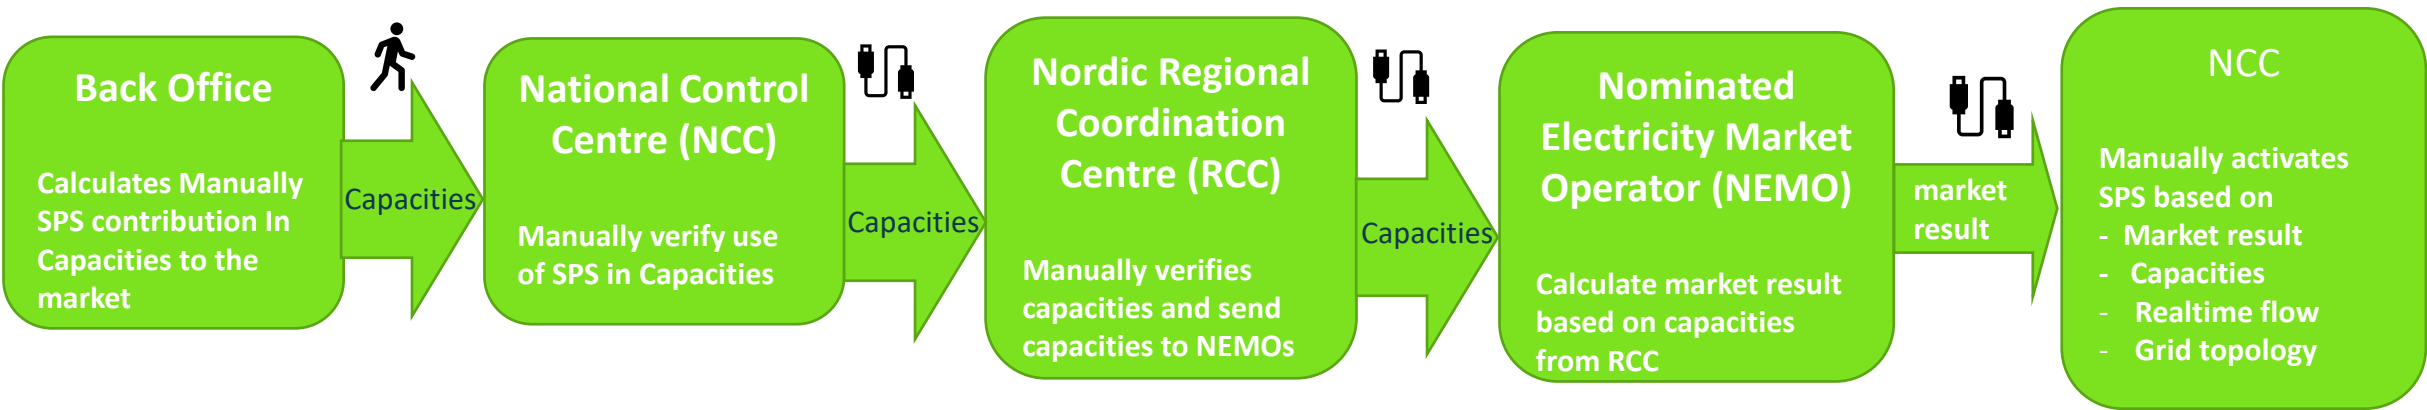 Back Office
Calculates Manually
SPS contribution In
Capacities to the
market
Capacities
National Control
Centre (NCC)
Manually verify use
of SPS in Capacities
Capacities
Nordic Regional
Coordination
Centre (RCC)
Manually verifies
capacities and send
capacities to NEMOs
Capacities
Nominated
Electricity Market
Operator (NEMO)
Calculate market result
based on capacities
from RCC
market
result
NCC
Manually activates
SPS based on
- Market result
- Capacities
- Realtime flow
- Grid topology